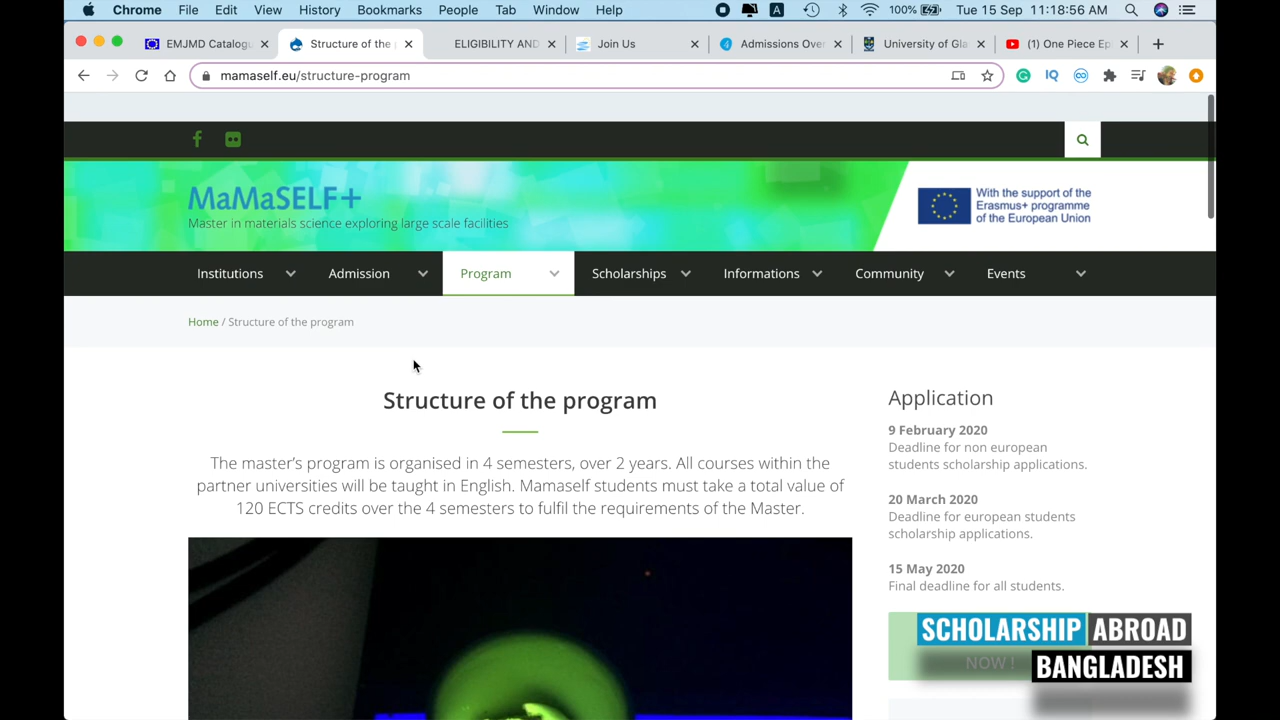 Chrome File Edit View History Bookmarks People Tab Window Help A 100% Tue 15 Sep 11:18:56 AM
EMJMD Catalogu Structure of the ELIGIBILITY AND Join Us Admissions Over University of Gla (1) One Piece Ep
mamaself.eu/structure-program IQ
MaMaSELF+
Master in materials science exploring large scale facilities
With the support of the
Erasmus+ programme
of the European Union
Institutions Admission Program Scholarships Informations Community Events
Home / Structure of the program
Structure of the program
The master's program is organised in 4 semesters, over 2 years. All courses within the
partner universities will be taught in English. Mamaself students must take a total value of
120 ECTS credits over the 4 semesters to fulfil the requirements of the Master.
Application
9 February 2020
Deadline for non european
students scholarship applications.
20 March 2020
Deadline for european students
scholarship applications.
15 May 2020
Final deadline for all students.
SCHOLARSHIP ABROAD
NOW !
BANGLADESH